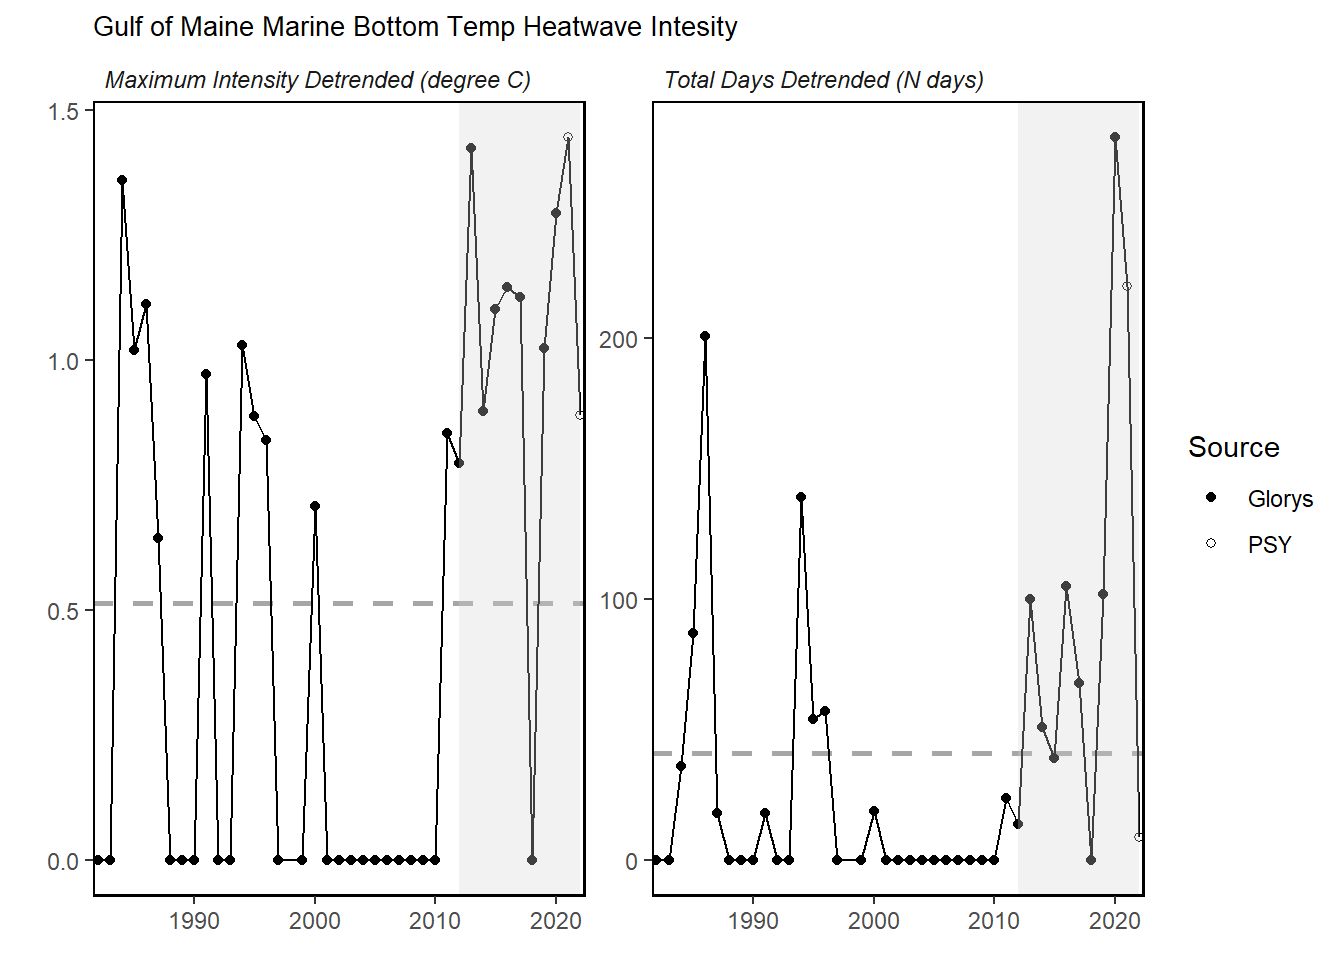 Gulf of Maine Marine Bottom Temp Heatwave Intesity
Maximum Intensity Detrended (degree C)
Total Days Detrended (N days)
1.5
1.0
0.5
0.0
200
100
0
1990
2000
2010
2020
1990
2000
2010
2020
Source
Glorys
PSY